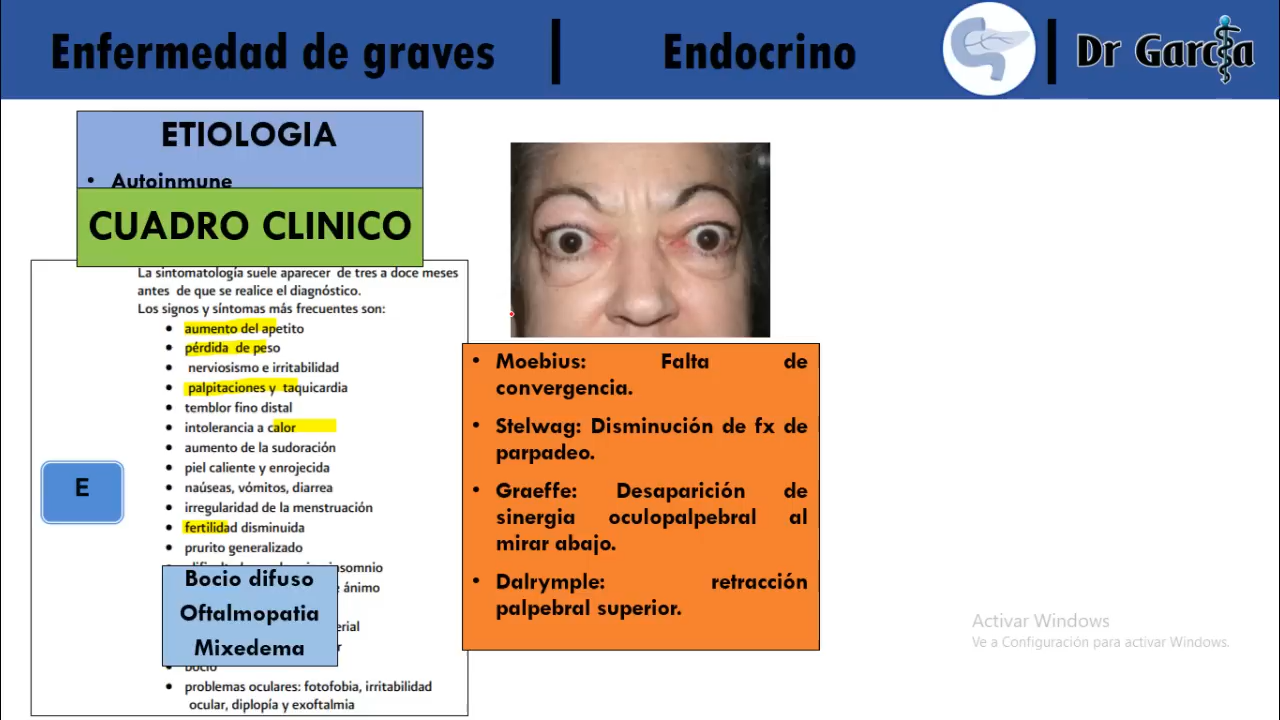 Enfermedad de graves
Endocrino
Dr García
ETIOLOGIA
• Autoinmune
CUADRO CLINICO
La sintomatología suele aparecer de tres a doce meses
antes de que se realice el diagnóstico.
Los signos y síntomas más frecuentes son:
• aumento del apetito
• pérdida de peso
• nerviosismo e irritabilidad
• palpitaciones y taquicardia
• temblor fino distal
• intolerancia a calor
• aumento de la sudoración
• piel caliente y enrojecida
• naúseas, vómitos, diarrea
• irregularidad de la menstruación
• fertilidad disminuida
• prurito generalizado
insomnio
ánimo
• bocio
• problemas oculares: fotofobia, irritabilidad
ocular, diplopía y exoftalmia
E
Bocio difuso
Oftalmopatia
Mixedema
• Moebius: Falta de
convergencia.
• Stelwag: Disminución de fx de
parpadeo.
• Graeffe: Desaparición de
sinergia oculopalpebral al
mirar abajo.
• Dalrymple: retracción
palpebral superior.
Activar Windows
Ve a Configuración para activar Windows.